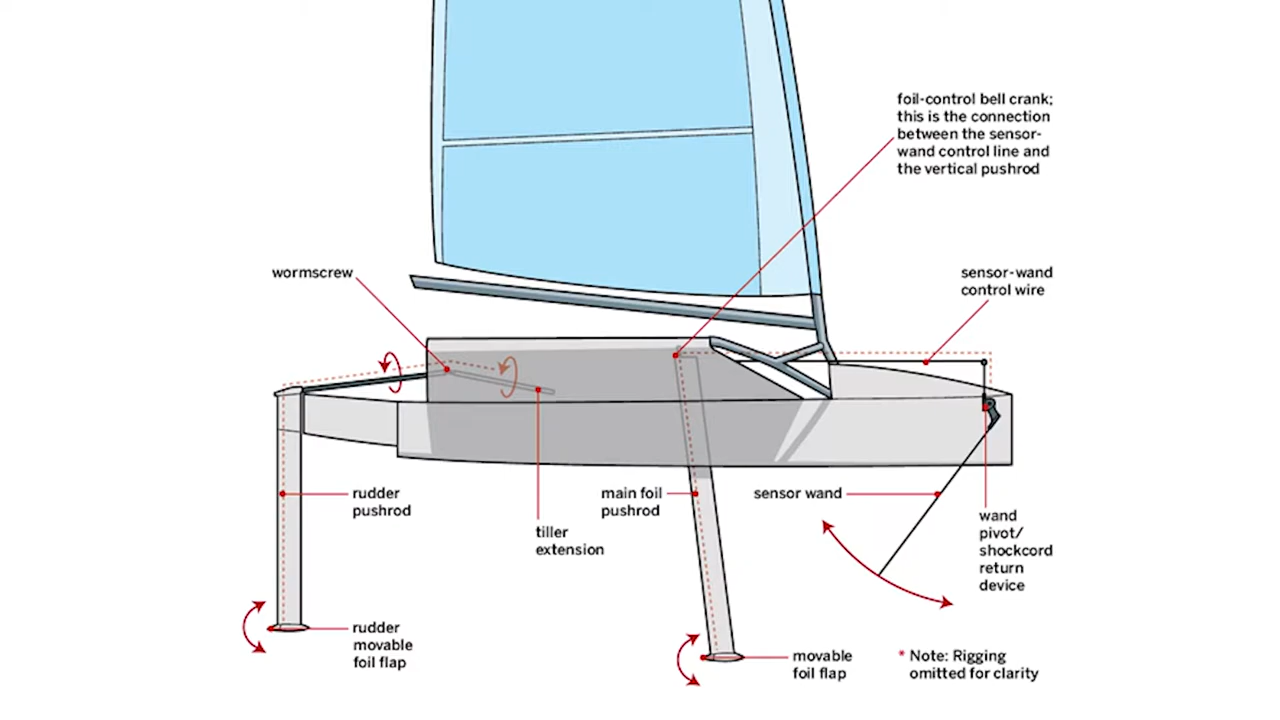 foil-control bell crank;
this is the connection
between the sensor-
wand control line and
the vertical pushrod
wormscrew
sensor-wand
control wire
rudder
pushrod
main foil
pushrod
sensor wand
tiller
extension
wand
pivot/
shockcord
return
device
rudder
movable
foil flap
movable
foil flap
* Note: Rigging
omitted for clarity